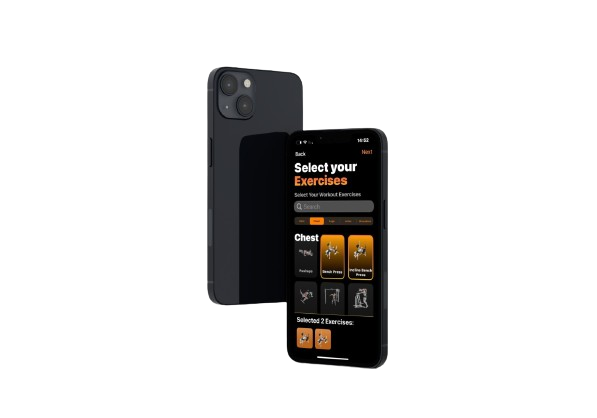 14:52
Back
Next
Select your
Exercises
Select Your Workout Exercises
Search
Chest
Bench Press
Incline Bench
Press
Selected 2 Exercises: